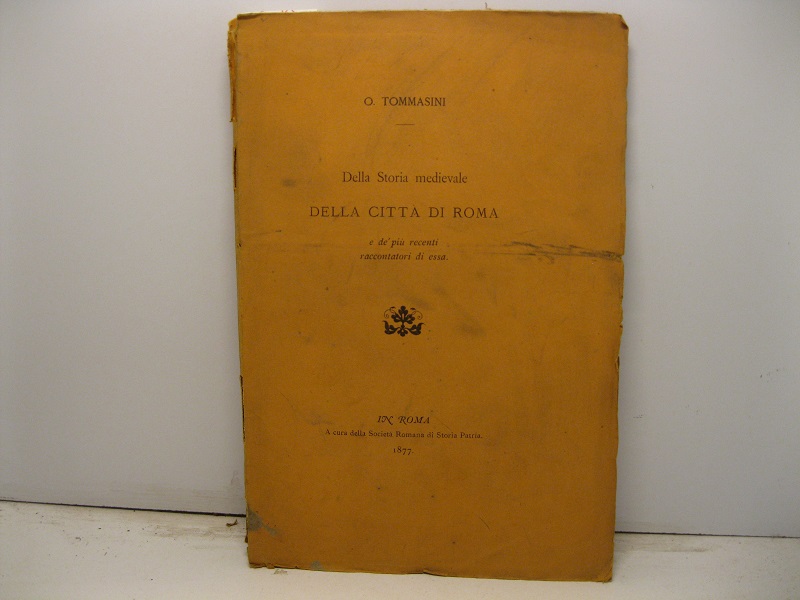 O. TOMMASINI
Della Storia medievale
DELLA CITTÀ DI ROMA
e de' più recenti
raccontatori di essa.
IN ROMA
A cura della Società Romana di Storia Patria.
1877.